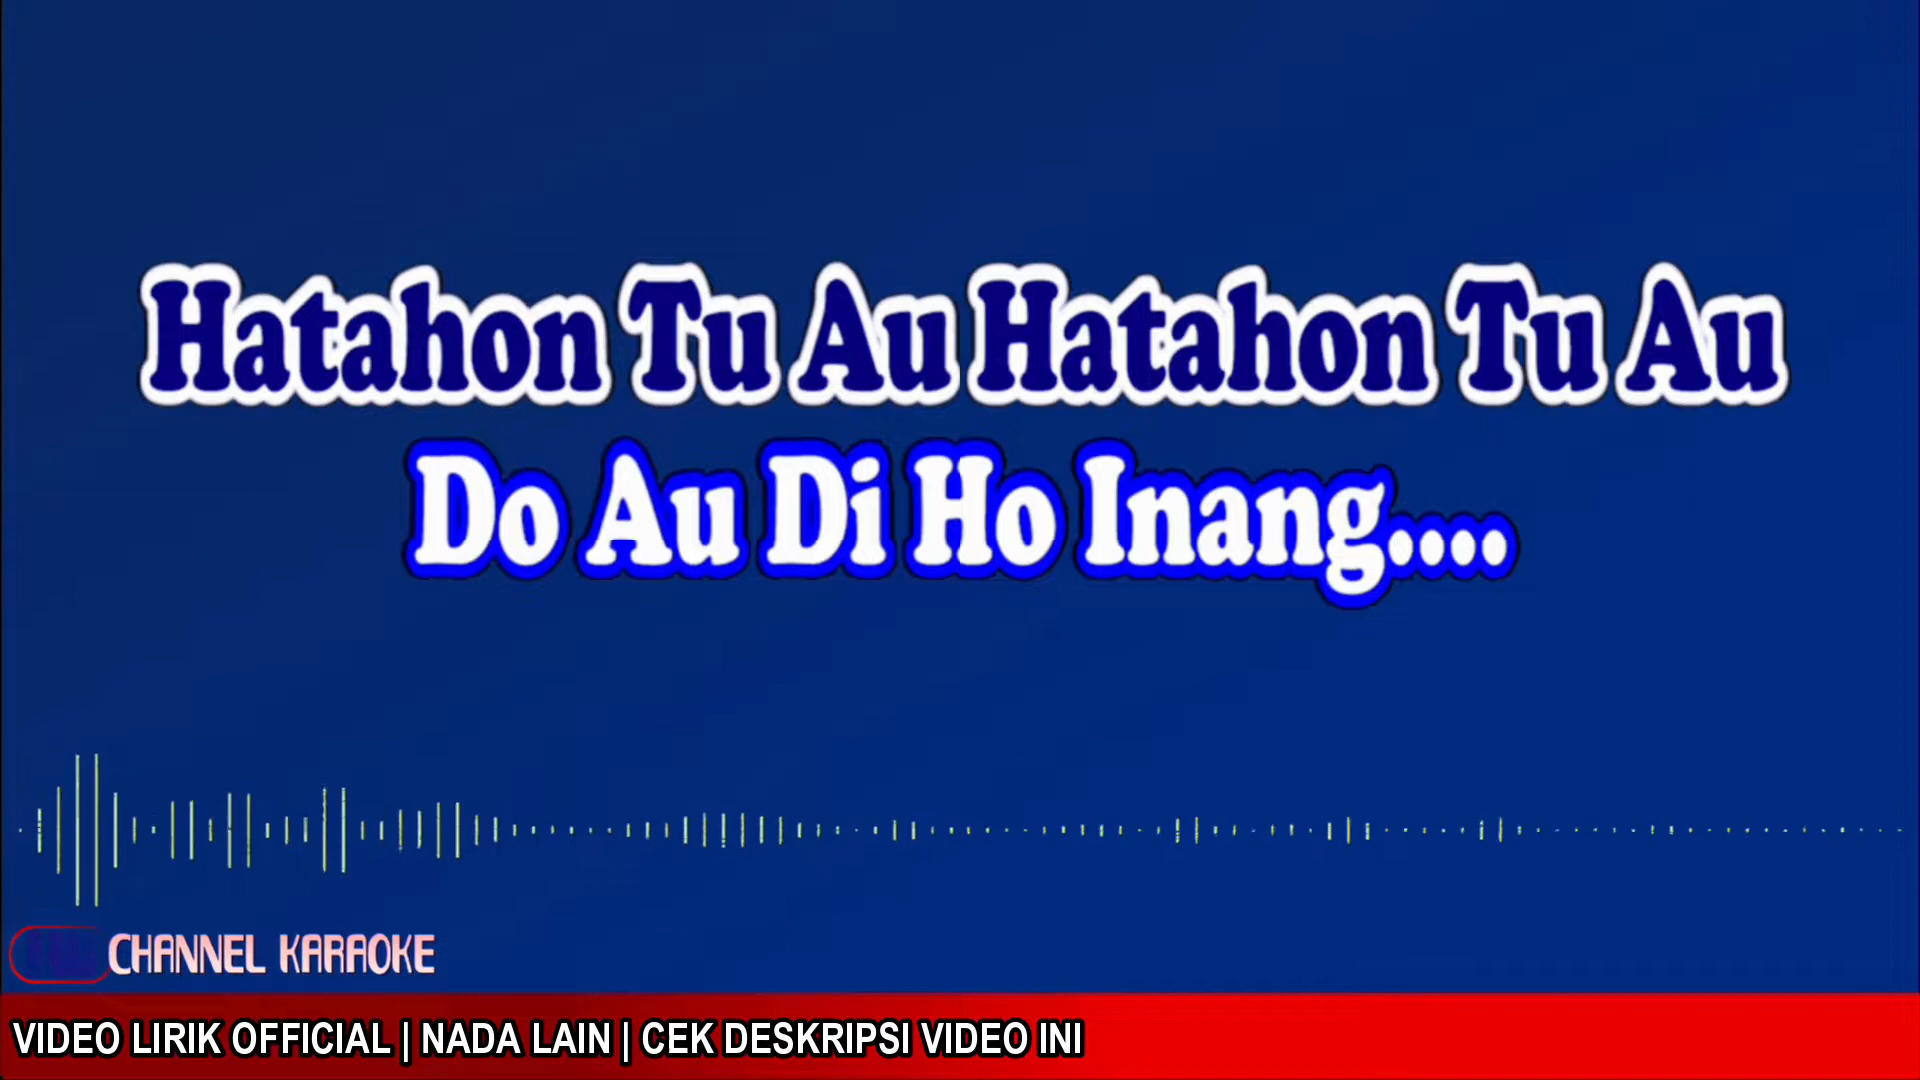 Hatahon Tu Au Hatahon Tu Au
Do Au Di Ho Inang....
CHANNEL KARAOKE
VIDEO LIRIK OFFICIAL | NADA LAIN | CEK DESKRIPSI VIDEO INI